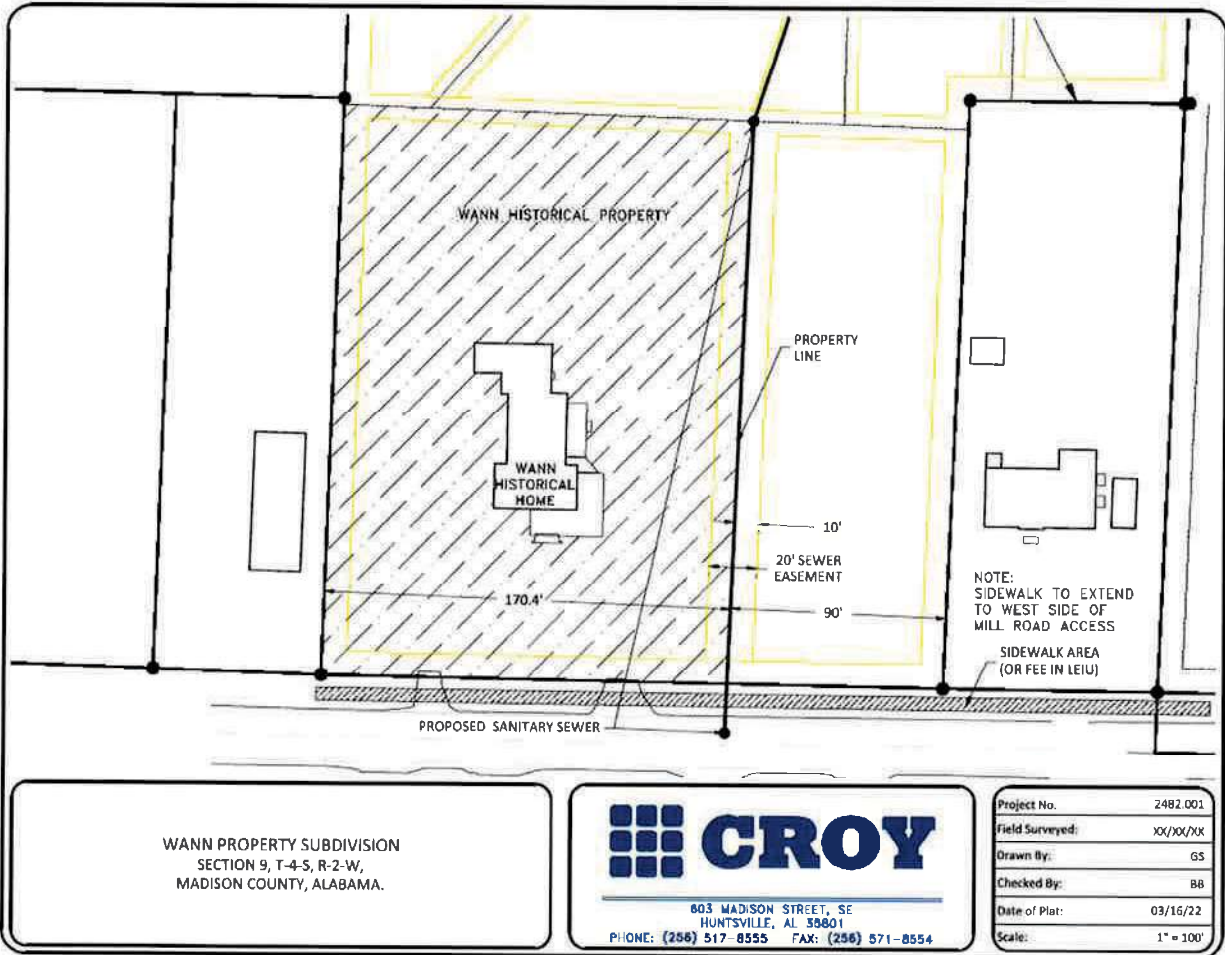 WANN HISTORICAL PROPERTY
PROPERTY
LINE
WANN
HISTORICAL
HOME
10'
20' SEWER
EASEMENT
170.4'
90'
NOTE:
SIDEWALK TO EXTEND
TO WEST SIDE OF
MILL ROAD ACCESS
SIDEWALK AREA
(OR FEE IN LEIU)
PROPOSED SANITARY SEWER
WANN PROPERTY SUBDIVISION
SECTION 9, T-4-S, R-2-W,
MADISON COUNTY, ALABAMA.
CROY
603 MADISON STREET, SE
HUNTSVILLE, AL 35801
PHONE: (256) 517-8555 FAX: (256) 571-8554
Project No. 2482.001
Field Surveyed: XX/XX/XX
Drawn By: GS
Checked By: BB
Date of Plat: 03/16/22
Scale: 1" = 100'